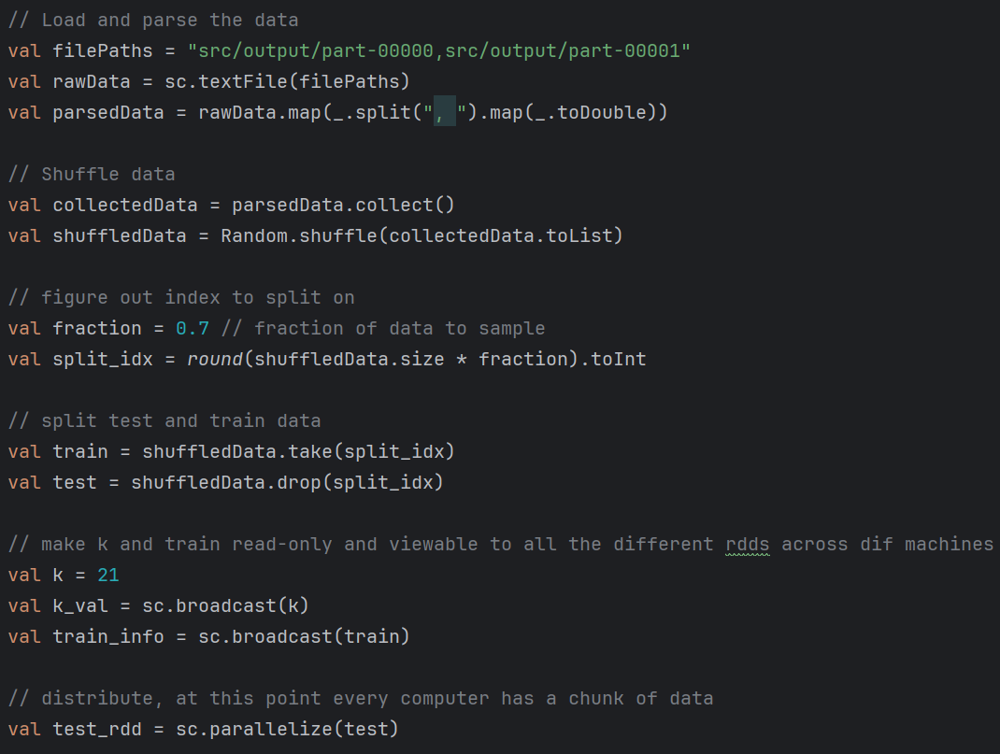 // Load and parse the data
val filePaths = "src/output/part-00000,src/output/part-00001"
val rawData = sc.textFile(filePaths)
val parsedData = rawData.map(_.split(", ").map(_.toDouble))
// Shuffle data
val collectedData = parsedData.collect()
val shuffledData = Random.shuffle(collectedData.toList)
// figure out index to split on
val fraction = 0.7 // fraction of data to sample
val split_idx = round(shuffledData.size * fraction).toInt
// split test and train data
val train = shuffledData.take(split_idx)
val test = shuffledData.drop(split_idx)
// make k and train read-only and viewable to all the different rdds across dif machines
val k = 21
val k_val = sc.broadcast(k)
val train_info = sc.broadcast(train)
// distribute, at this point every computer has a chunk of data
val test_rdd = sc.parallelize(test)